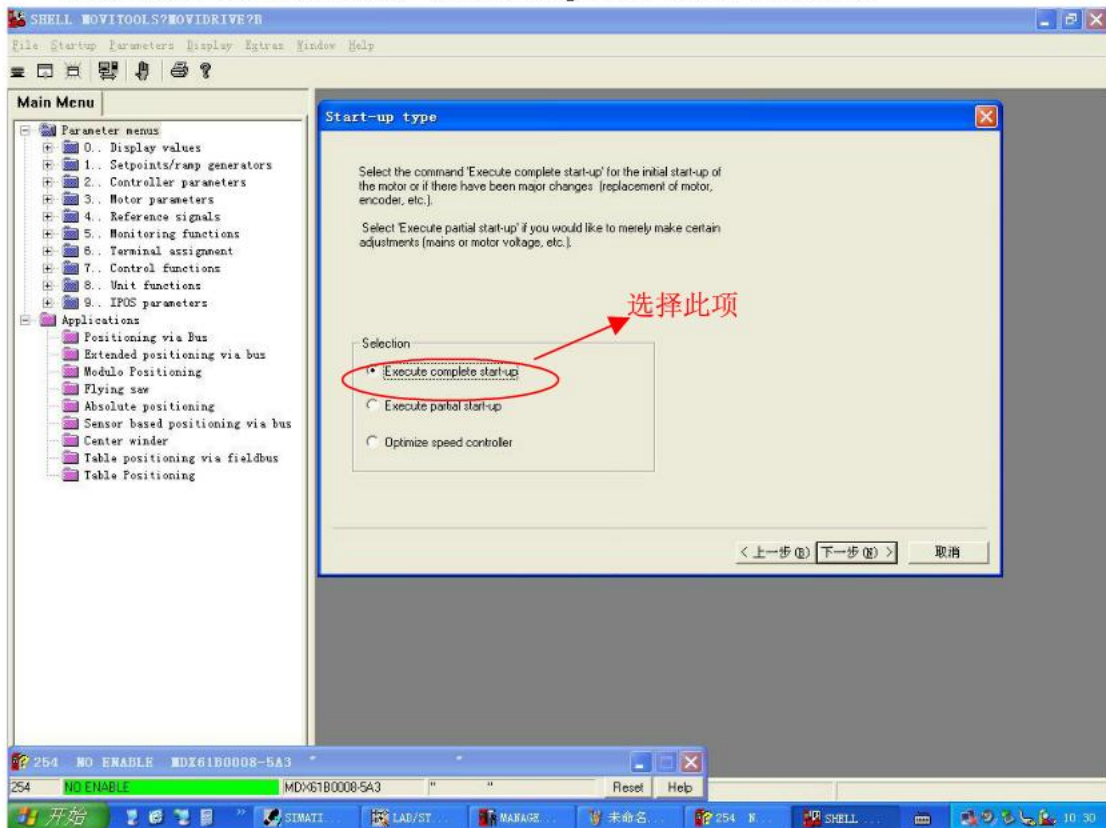 SHELL MOVITOOLS?MOVIDRIVE?B
File Startup Parameters Display Extras Window Help
Main Menu
Parameter menus
0.. Display values
1.. Setpoints/ramp generators
2.. Controller parameters
3.. Motor parameters
4.. Reference signals
5.. Monitoring functions
6.. Terminal assignment
7.. Control functions
8.. Unit functions
9.. IPOS parameters
Applications
Positioning via Bus
Extended positioning via bus
Modulo Positioning
Flying saw
Absolute positioning
Sensor based positioning via bus
Center winder
Table positioning via fieldbus
Table Positioning
Start-up type
Select the command 'Execute complete start-up' for the initial start-up of
the motor or if there have been major changes (replacement of motor,
encoder, etc.).
Select 'Execute partial start-up' if you would like to merely make certain
adjustments (mains or motor voltage, etc.).
选择此项
Selection
Execute complete start-up
Execute partial start-up
Optimize speed controller
< 上一步(B)
下一步(N) >
取消
254 NO ENABLE MDX61B0008-5A3 " "
254 NO ENABLE MDX61B0008-5A3 " " Reset Help
开始 » SIMATI... LAD/ST... MANAGE... 未命名... 254 N... SHELL ... 10:30